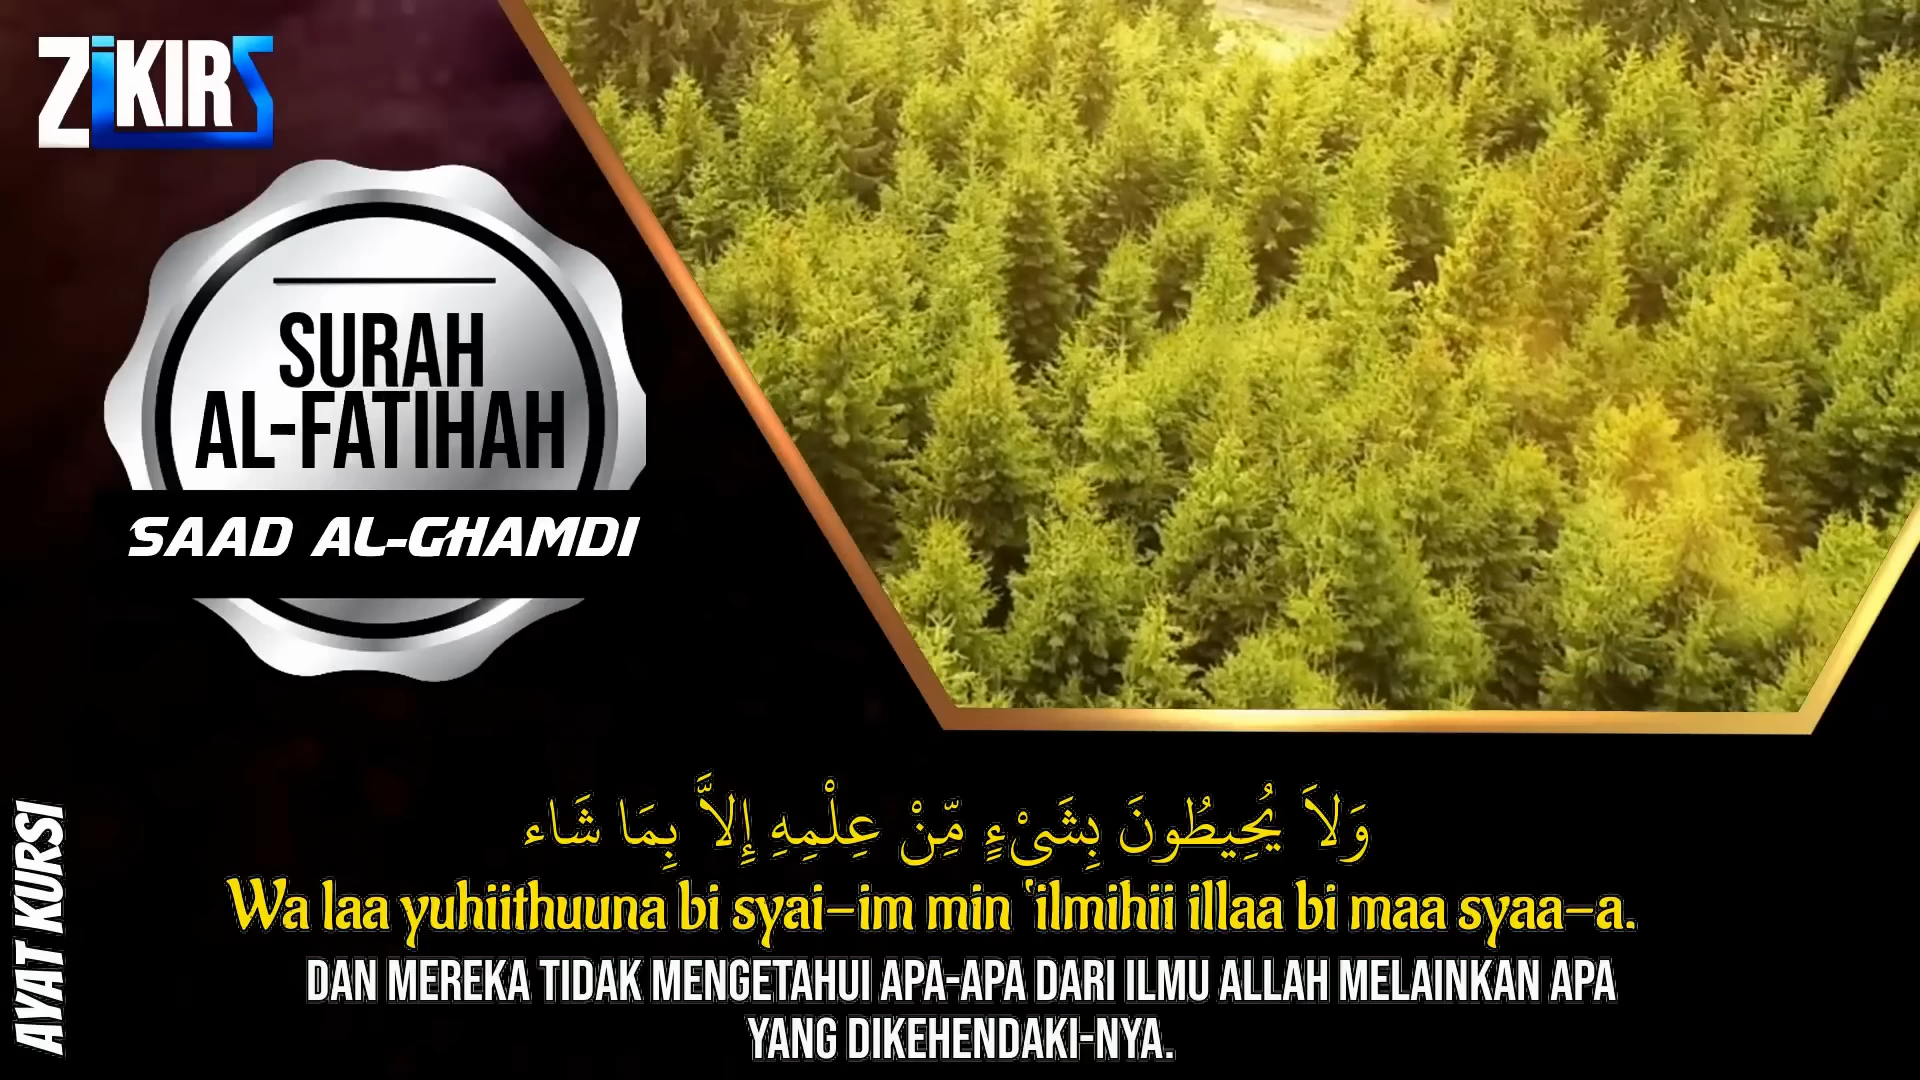 ZIKIRS
SURAH
AL-FATIHAH
SAAD AL-GHAMDI
وَلاَ يُحِيطُونَ بِشَىْءٍ مِّنْ عِلْمِهِ إِلاَّ بِمَا شَاء
Wa laa yuhiithuuna bi syai-im min 'ilmihii illaa bi maa syaa-a.
DAN MEREKA TIDAK MENGETAHUI APA-APA DARI ILMU ALLAH MELAINKAN APA
YANG DIKEHENDAKI-NYA.
AYAT KURSI